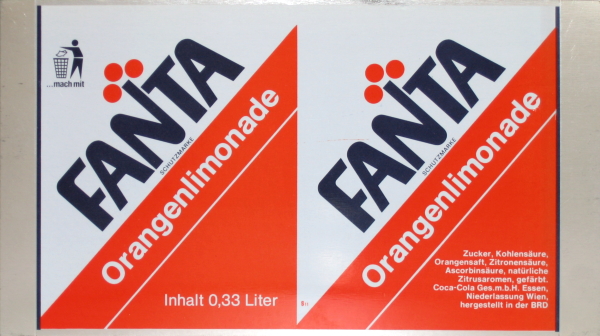 ...mach mit
FANTA
SCHUTZMARKE
Orangenlimonade
Inhalt 0,33 Liter
FANTA
SCHUTZMARKE
Orangenlimonade
Zucker, Kohlensäure,
Orangensaft, Zitronensäure,
Ascorbinsäure, natürliche
Zitrusaromen, gefärbt.
Coca-Cola Ges.m.b.H. Essen,
Niederlassung Wien,
hergestellt in der BRD